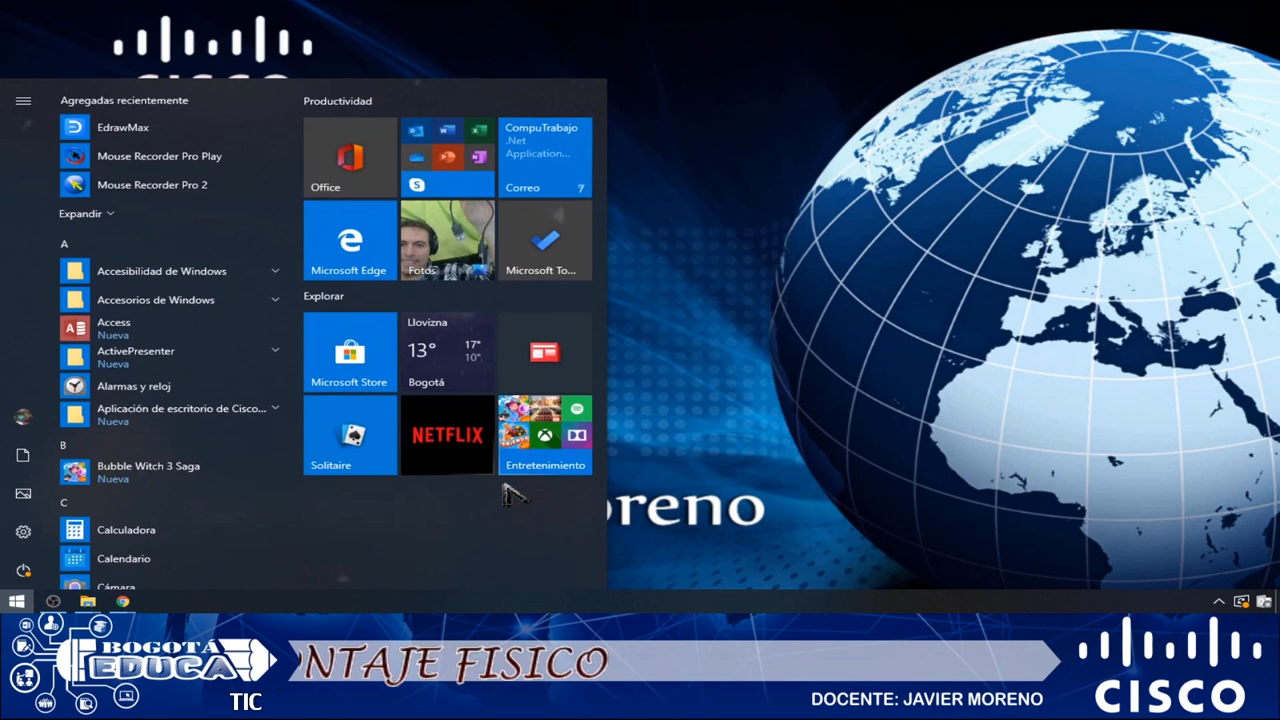 CISCO
Agregadas recientemente
EdrawMax
Mouse Recorder Pro Play
Mouse Recorder Pro 2
Expandir
A
Accesibilidad de Windows
Accesorios de Windows
Access
Nueva
ActivePresenter
Nueva
Alarmas y reloj
Aplicación de escritorio de Cisco...
Nueva
B
Bubble Witch 3 Saga
Nueva
C
Calculadora
Calendario
Cámara
Productividad
Office
CompuTrabajo
.Net
Application...
Correo 7
Microsoft Edge
Fotos
Microsoft To...
Explorar
Microsoft Store
Llovizna
13° 17°
10°
Bogotá
Solitaire
NETFLIX
Entretenimiento
oreno
BOGOTÁ
EDUCA
TIC
ONTAJE FISICO
DOCENTE: JAVIER MORENO
CISCO